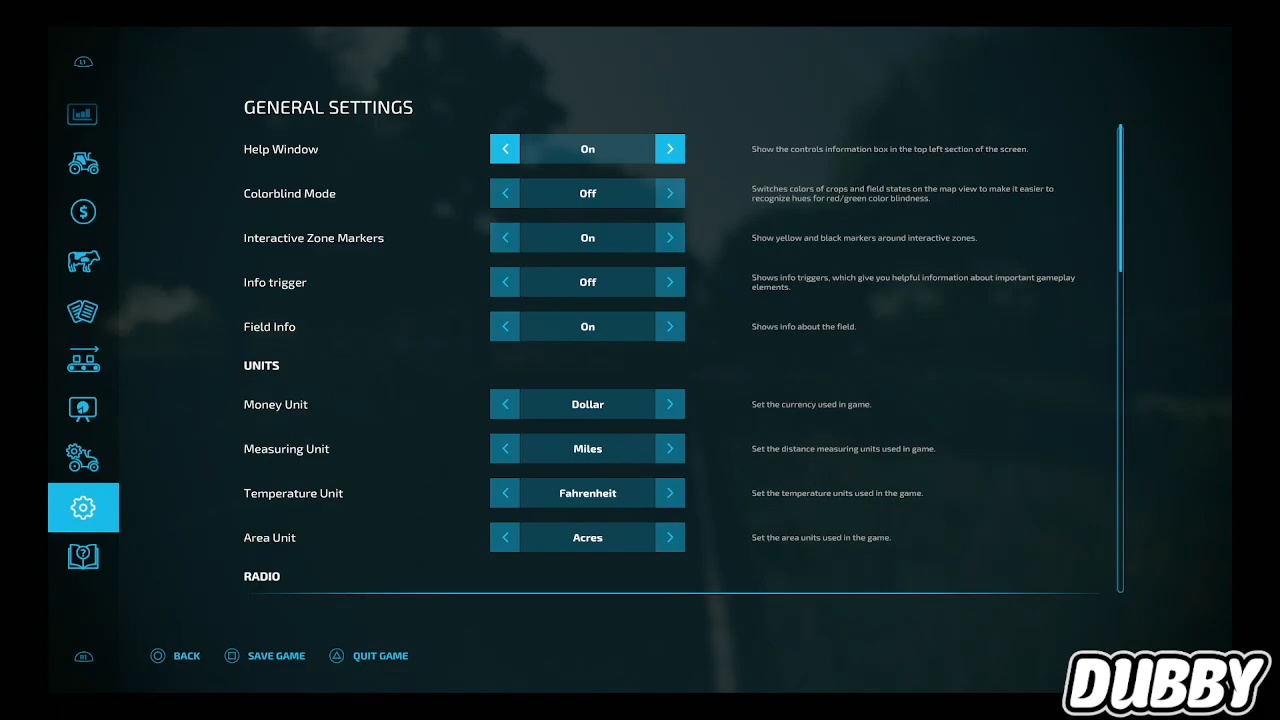 L1
GENERAL SETTINGS
Help Window
On
Show the controls information box in the top left section of the screen.
Colorblind Mode
Off
Switches colors of crops and field states on the map view to make it easier to
recognize hues for red/green color blindness.
Interactive Zone Markers
On
Show yellow and black markers around interactive zones.
Info trigger
Off
Shows info triggers, which give you helpful information about important gameplay
elements.
Field Info
On
Shows info about the field.
UNITS
Money Unit
Dollar
Set the currency used in game.
Measuring Unit
Miles
Set the distance measuring units used in game.
Temperature Unit
Fahrenheit
Set the temperature units used in the game.
Area Unit
Acres
Set the area units used in the game.
RADIO
R1
BACK
SAVE GAME
QUIT GAME
DUBBY